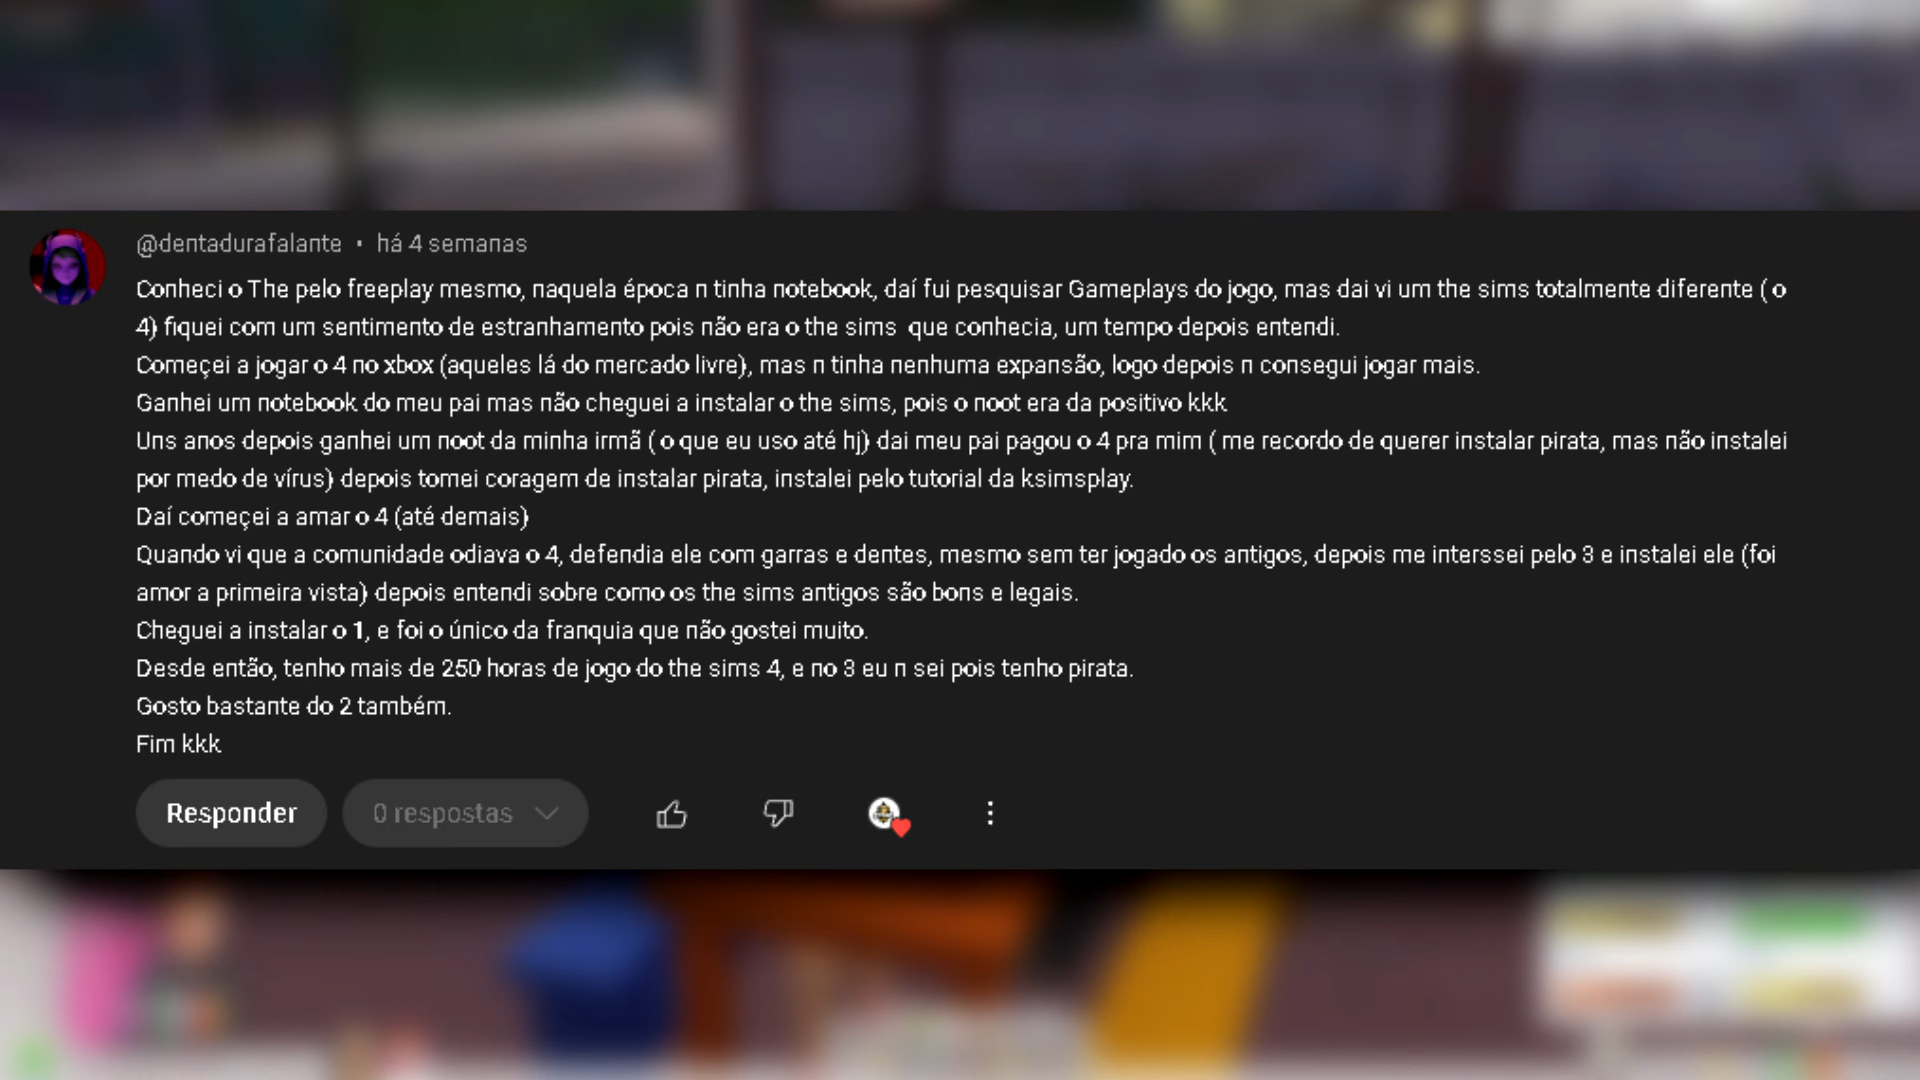 @dentadurafalante • há 4 semanas
Conheci o The pelo freeplay mesmo, naquela época n tinha notebook, daí fui pesquisar Gameplays do jogo, mas dai vi um the sims totalmente diferente ( o
4) fiquei com um sentimento de estranhamento pois não era o the sims  que conhecia, um tempo depois entendi.
Começei a jogar o 4 no xbox (aqueles lá do mercado livre), mas n tinha nenhuma expansão, logo depois n consegui jogar mais.
Ganhei um notebook do meu pai mas não cheguei a instalar o the sims, pois o noot era da positivo kkk
Uns anos depois ganhei um noot da minha irmã ( o que eu uso até hj) dai meu pai pagou o 4 pra mim ( me recordo de querer instalar pirata, mas não instalei
por medo de vírus) depois tomei coragem de instalar pirata, instalei pelo tutorial da ksimsplay.
Daí começei a amar o 4 (até demais)
Quando vi que a comunidade odiava o 4, defendia ele com garras e dentes, mesmo sem ter jogado os antigos, depois me interssei pelo 3 e instalei ele (foi
amor a primeira vista) depois entendi sobre como os the sims antigos são bons e legais.
Cheguei a instalar o 1, e foi o único da franquia que não gostei muito.
Desde então, tenho mais de 250 horas de jogo do the sims 4, e no 3 eu n sei pois tenho pirata.
Gosto bastante do 2 também.
Fim kkk
Responder 0 respostas